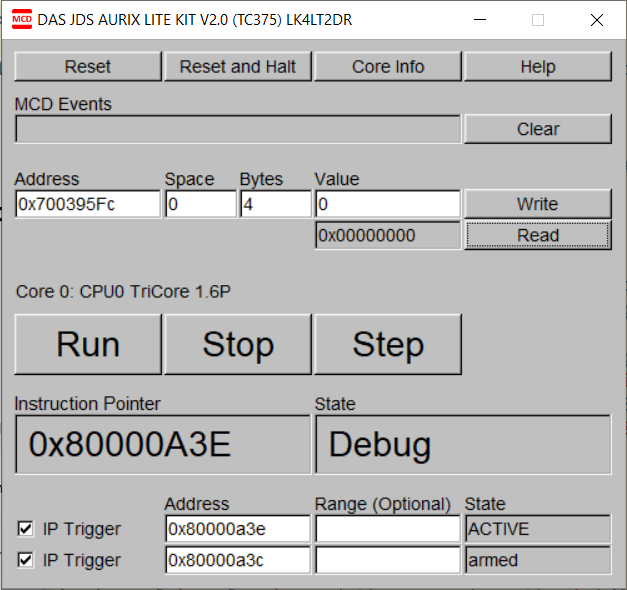 MCD DAS JDS AURIX LITE KIT V2.0 (TC375) LK4LT2DR
Reset Reset and Halt Core Info Help
MCD Events
Clear
Address Space Bytes Value
0x700395Fc 0 4 0 Write
0x00000000 Read
Core 0: CPU0 TriCore 1.6P
Run Stop Step
Instruction Pointer State
0x80000A3E Debug
Address Range (Optional) State
IP Trigger 0x80000a3e ACTIVE
IP Trigger 0x80000a3c armed